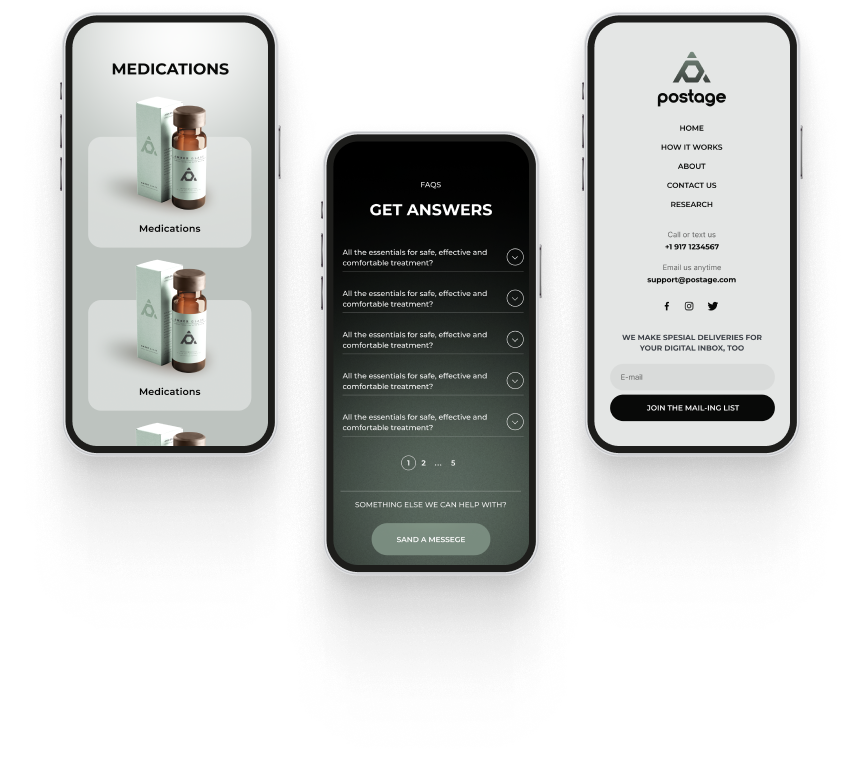 MEDICATIONS
Medications
Medications
FAQS
GET ANSWERS
All the essentials for safe, effective and
comfortable treatment?
All the essentials for safe, effective and
comfortable treatment?
All the essentials for safe, effective and
comfortable treatment?
All the essentials for safe, effective and
comfortable treatment?
All the essentials for safe, effective and
comfortable treatment?
1 2 ... 5
SOMETHING ELSE WE CAN HELP WITH?
SAND A MESSEGE
postage
HOME
HOW IT WORKS
ABOUT
CONTACT US
RESEARCH
Call or text us
+1 917 1234567
Email us anytime
support@postage.com
WE MAKE SPESIAL DELIVERIES FOR
YOUR DIGITAL INBOX, TOO
E-mail
JOIN THE MAIL-ING LIST